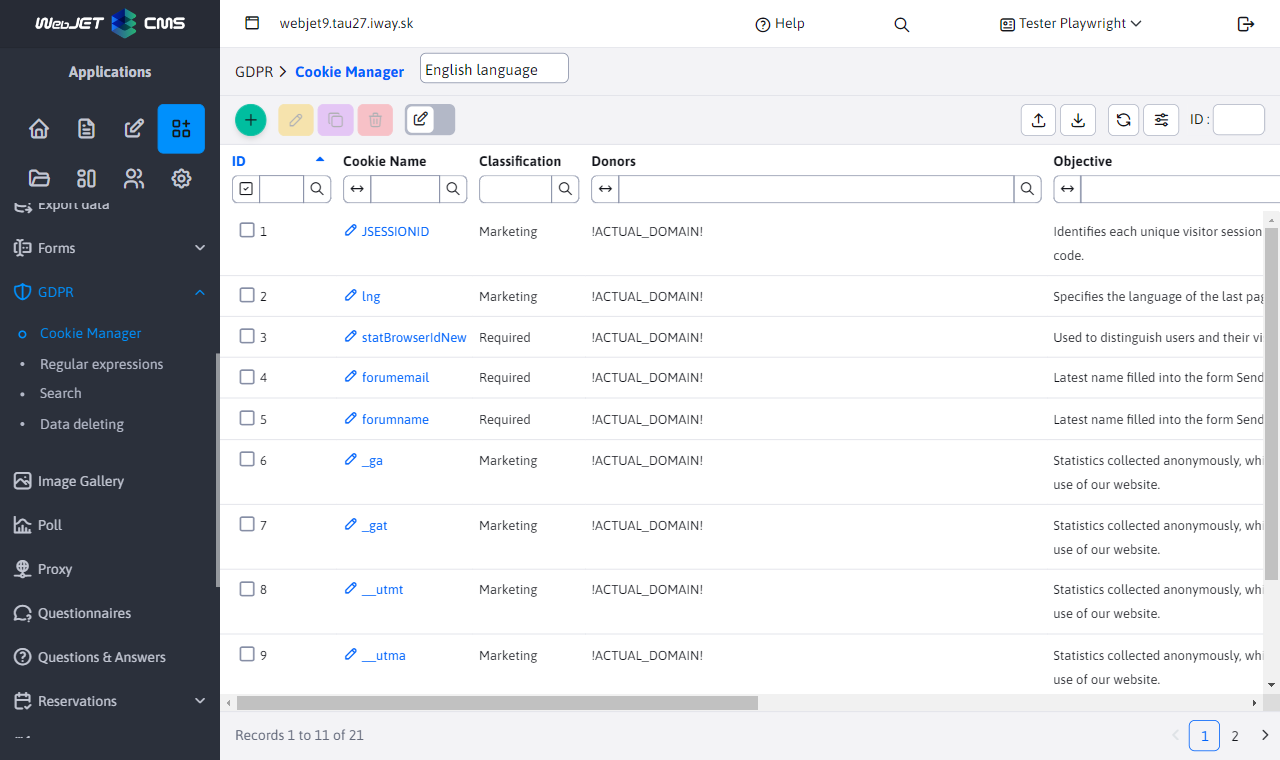 WebJET CMS
webjet9.tau27.iway.sk
Help
Tester Playwright
Applications
GDPR
Cookie Manager
English language
ID :
Export data
Forms
GDPR
Cookie Manager
Regular expressions
Search
Data deleting
Image Gallery
Poll
Proxy
Questionnaires
Questions & Answers
Reservations
ID Cookie Name Classification Donors Objective
1 JSESSIONID Marketing !ACTUAL_DOMAIN! Identifies each unique visitor session
code.
2 lng Marketing !ACTUAL_DOMAIN! Specifies the language of the last pag
3 statBrowserIdNew Required !ACTUAL_DOMAIN! Used to distinguish users and their vi
4 forumemail Required !ACTUAL_DOMAIN! Latest name filled into the form Send
5 forumname Required !ACTUAL_DOMAIN! Latest name filled into the form Send
6 _ga Marketing !ACTUAL_DOMAIN! Statistics collected anonymously, whi
use of our website.
7 _gat Marketing !ACTUAL_DOMAIN! Statistics collected anonymously, whi
use of our website.
8 __utmt Marketing !ACTUAL_DOMAIN! Statistics collected anonymously, whi
use of our website.
9 __utma Marketing !ACTUAL_DOMAIN! Statistics collected anonymously, whi
use of our website.
Records 1 to 11 of 21
1 2